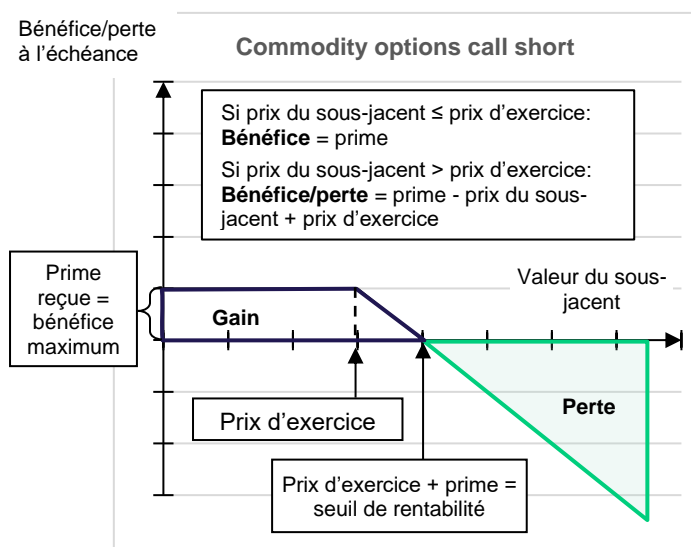 Bénéfice/perte
à l’échéance
Commodity options call short
Si prix du sous-jacent ≤ prix d’exercice:
Bénéfice = prime
Si prix du sous-jacent > prix d’exercice:
Bénéfice/perte = prime - prix du sous-
jacent + prix d’exercice
Prime
reçue =
bénéfice
maximum
Valeur du sous-
jacent
Gain
Perte
Prix d’exercice
Prix d’exercice + prime =
seuil de rentabilité